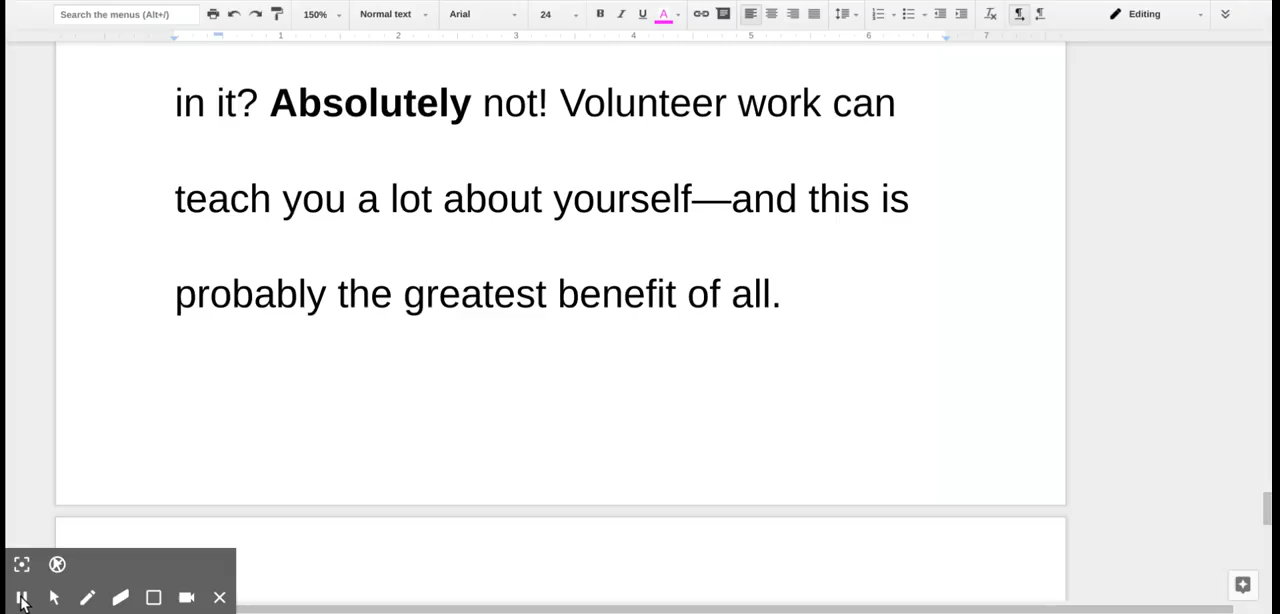 Search the menus (Alt+/) 150% Normal text Arial 24 B I U A Editing
1 2 3 4 5 6 7
in it? Absolutely not! Volunteer work can
teach you a lot about yourself—and this is
probably the greatest benefit of all.